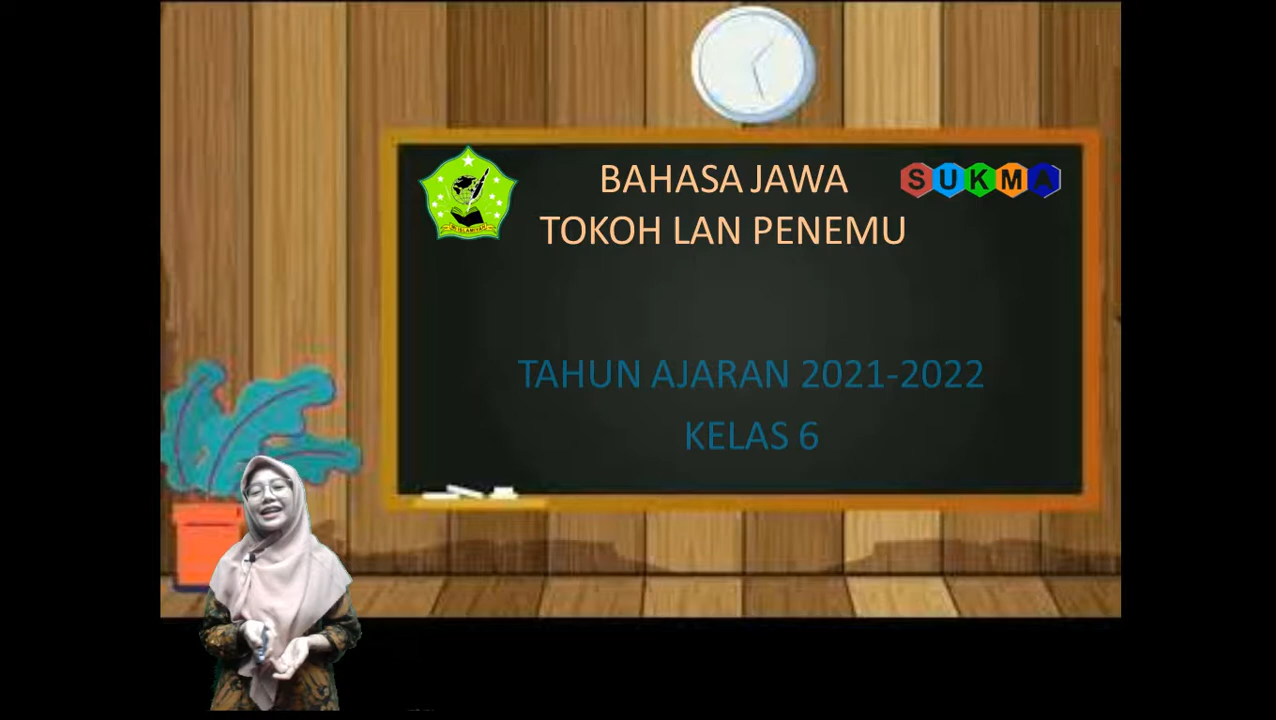 BAHASA JAWA
SUKMA
TOKOH LAN PENEMU
TAHUN AJARAN 2021-2022
KELAS 6